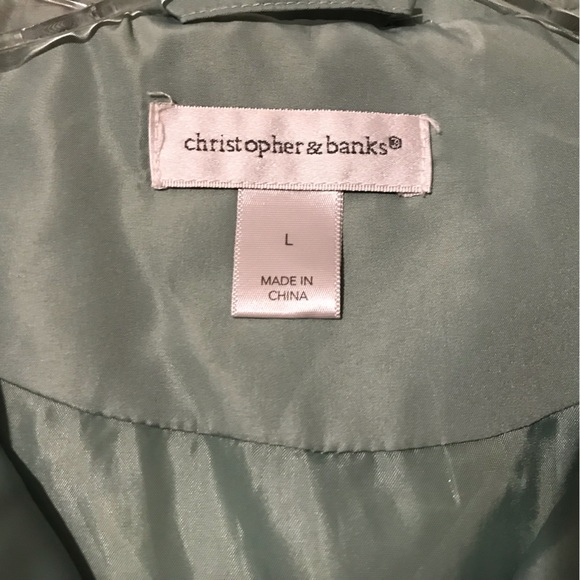 christopher & banks®
L
MADE IN
CHINA